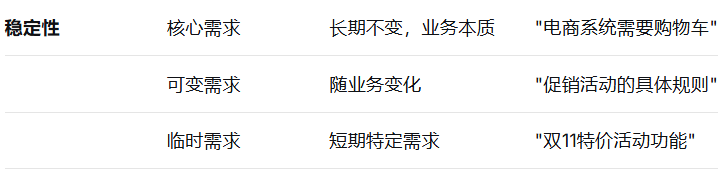 稳定性 核心需求 长期不变，业务本质 "电商系统需要购物车"
可变需求 随业务变化 "促销活动的具体规则"
临时需求 短期特定需求 "双11特价活动功能"